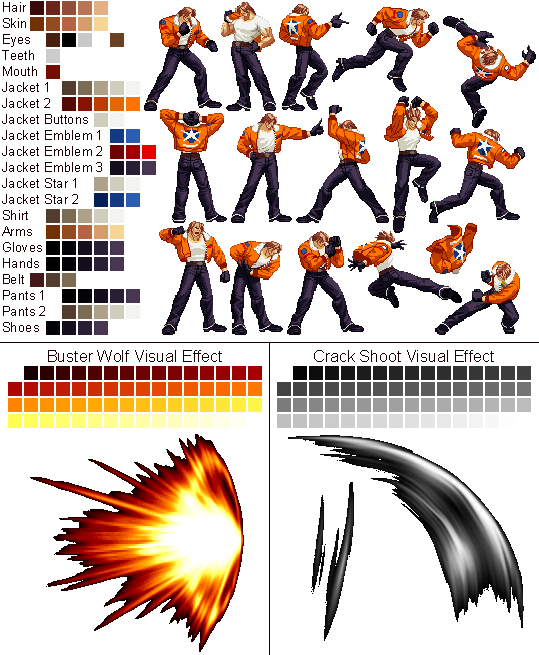 Hair
Skin
Eyes
Teeth
Mouth
Jacket 1
Jacket 2
Jacket Buttons
Jacket Emblem 1
Jacket Emblem 2
Jacket Emblem 3
Jacket Star 1
Jacket Star 2
Shirt
Arms
Gloves
Hands
Belt
Pants 1
Pants 2
Shoes
Buster Wolf Visual Effect
Crack Shoot Visual Effect